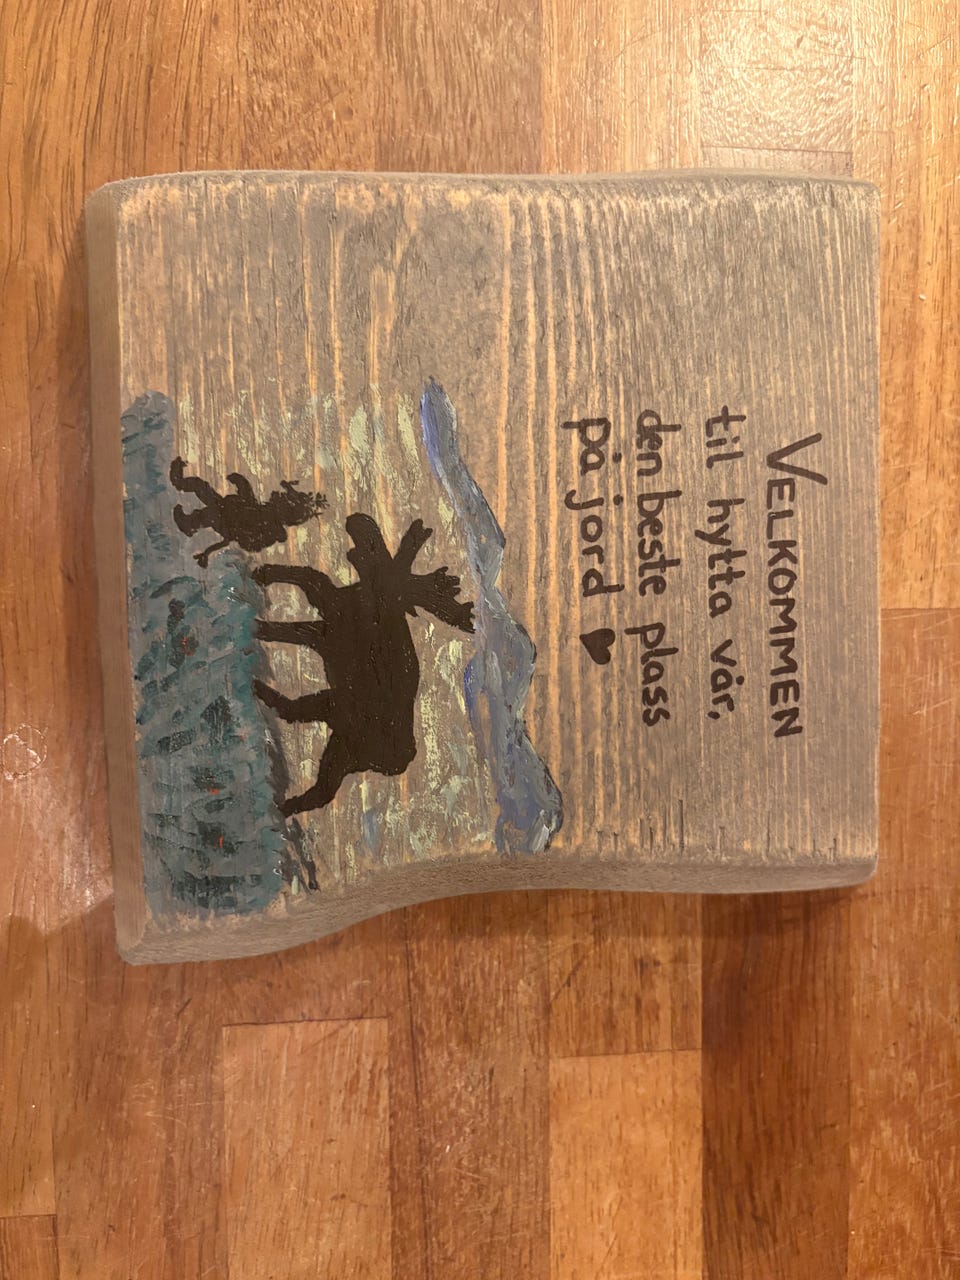 VELKOMMEN
til hytta vår,
den beste plass
på jord ♥